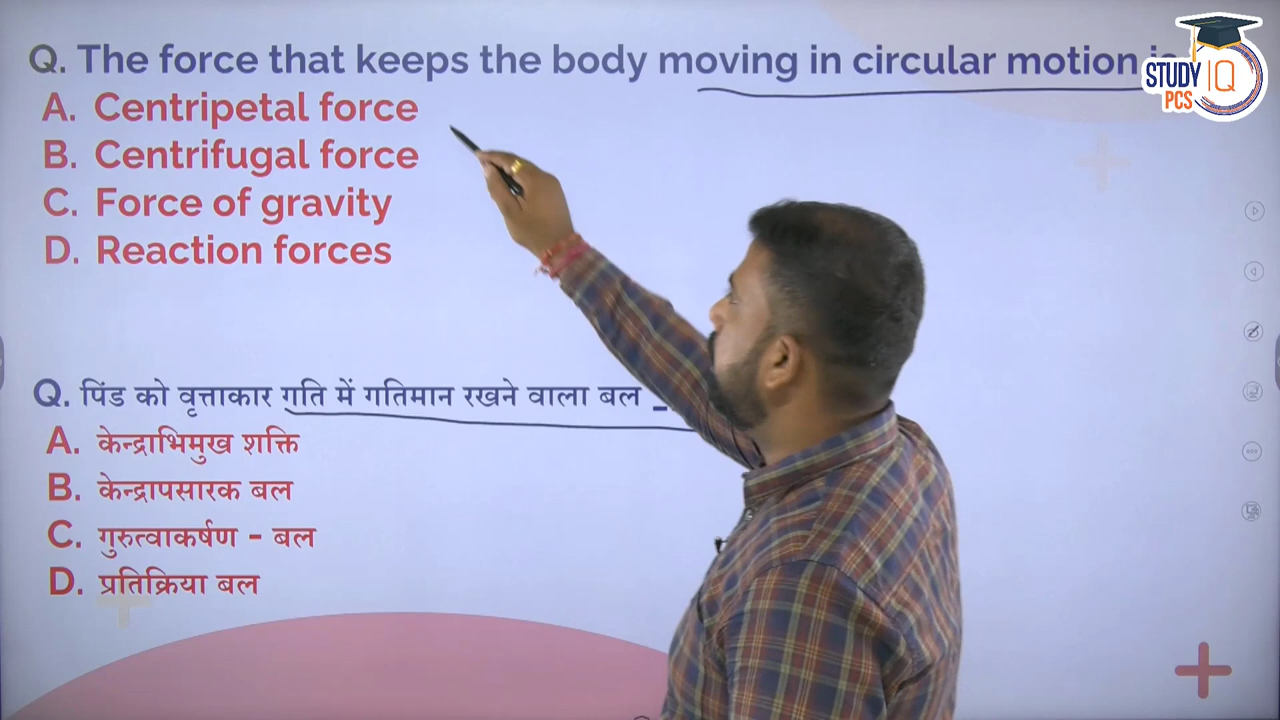 Q. The force that keeps the body moving in circular motion is
A. Centripetal force
B. Centrifugal force
C. Force of gravity
D. Reaction forces
STUDY IQ
PCS
Q. पिंड को वृत्ताकार गति में गतिमान रखने वाला बल _
A. केन्द्राभिमुख शक्ति
B. केन्द्रापसारक बल
C. गुरुत्वाकर्षण - बल
D. प्रतिक्रिया बल